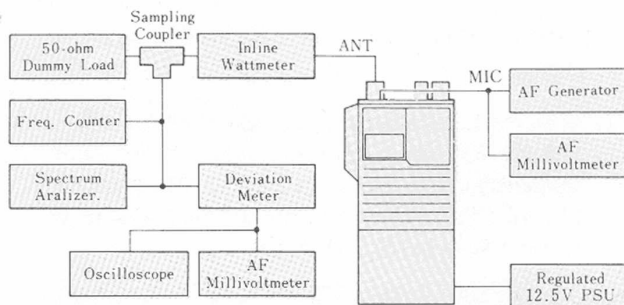 Sampling
Coupler
50-ohm
Dummy Load
Inline
Wattmeter
ANT
MIC
AF Generator
Freq. Counter
AF
Millivoltmeter
Spectrum
Aralizer.
Deviation
Meter
Oscilloscope
AF
Millivoltmeter
Regulated
12.5V PSU